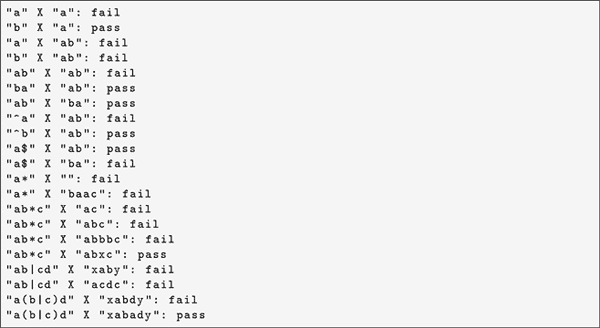 "a" X "a": fail
"b" X "a": pass
"a" X "ab": fail
"b" X "ab": fail
"ab" X "ab": fail
"ba" X "ab": pass
"ab" X "ba": pass
"^a" X "ab": fail
"^b" X "ab": pass
"a$" X "ab": pass
"a$" X "ba": fail
"a*" X "": fail
"a*" X "baac": fail
"ab*c" X "ac": fail
"ab*c" X "abc": fail
"ab*c" X "abbbc": fail
"ab*c" X "abxc": pass
"ab|cd" X "xaby": fail
"ab|cd" X "acdc": fail
"a(b|c)d" X "xabdy": fail
"a(b|c)d" X "xabady": pass